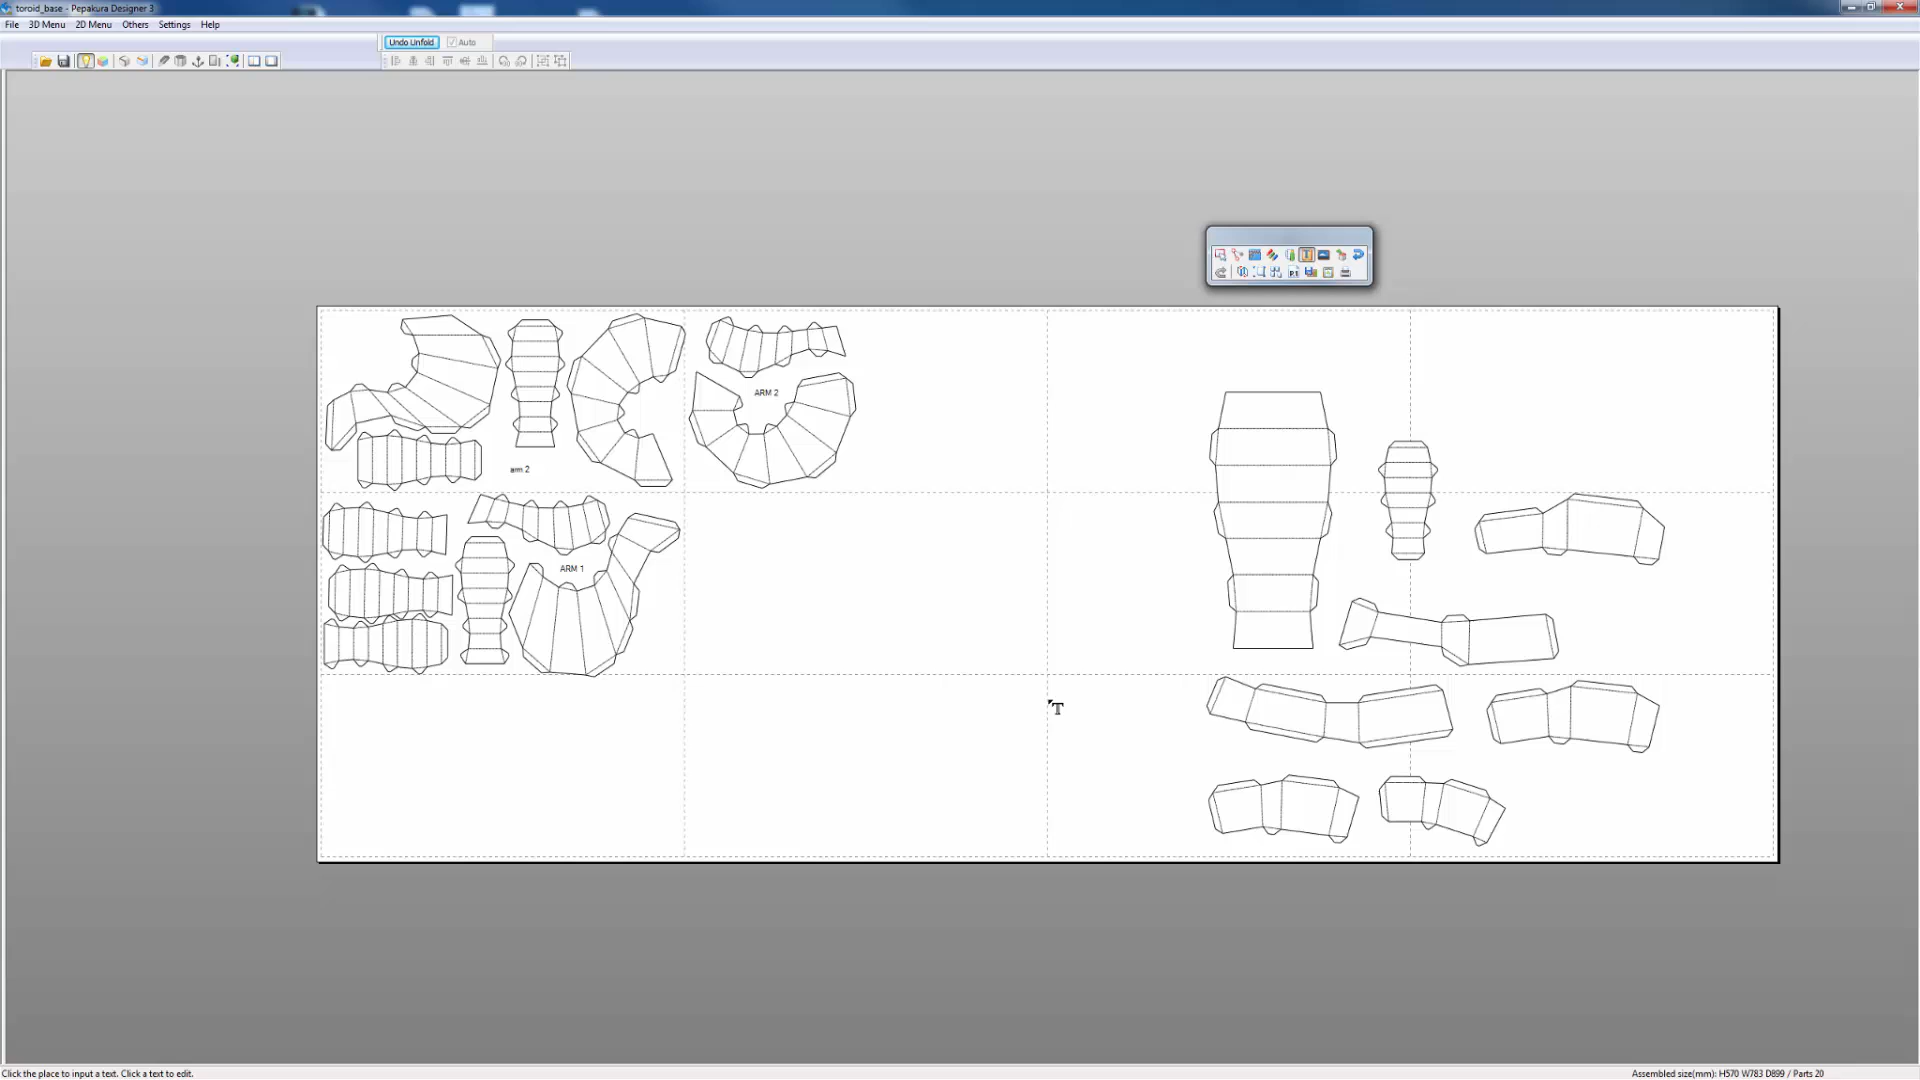 toroid_base - Pepakura Designer 3
File 3D Menu 2D Menu Others Settings Help
Undo Unfold Auto
ARM 2
arm 2
ARM 1
Click the place to input a text. Click a text to edit.
Assembled size(mm): H570 W783 D899 / Parts 20